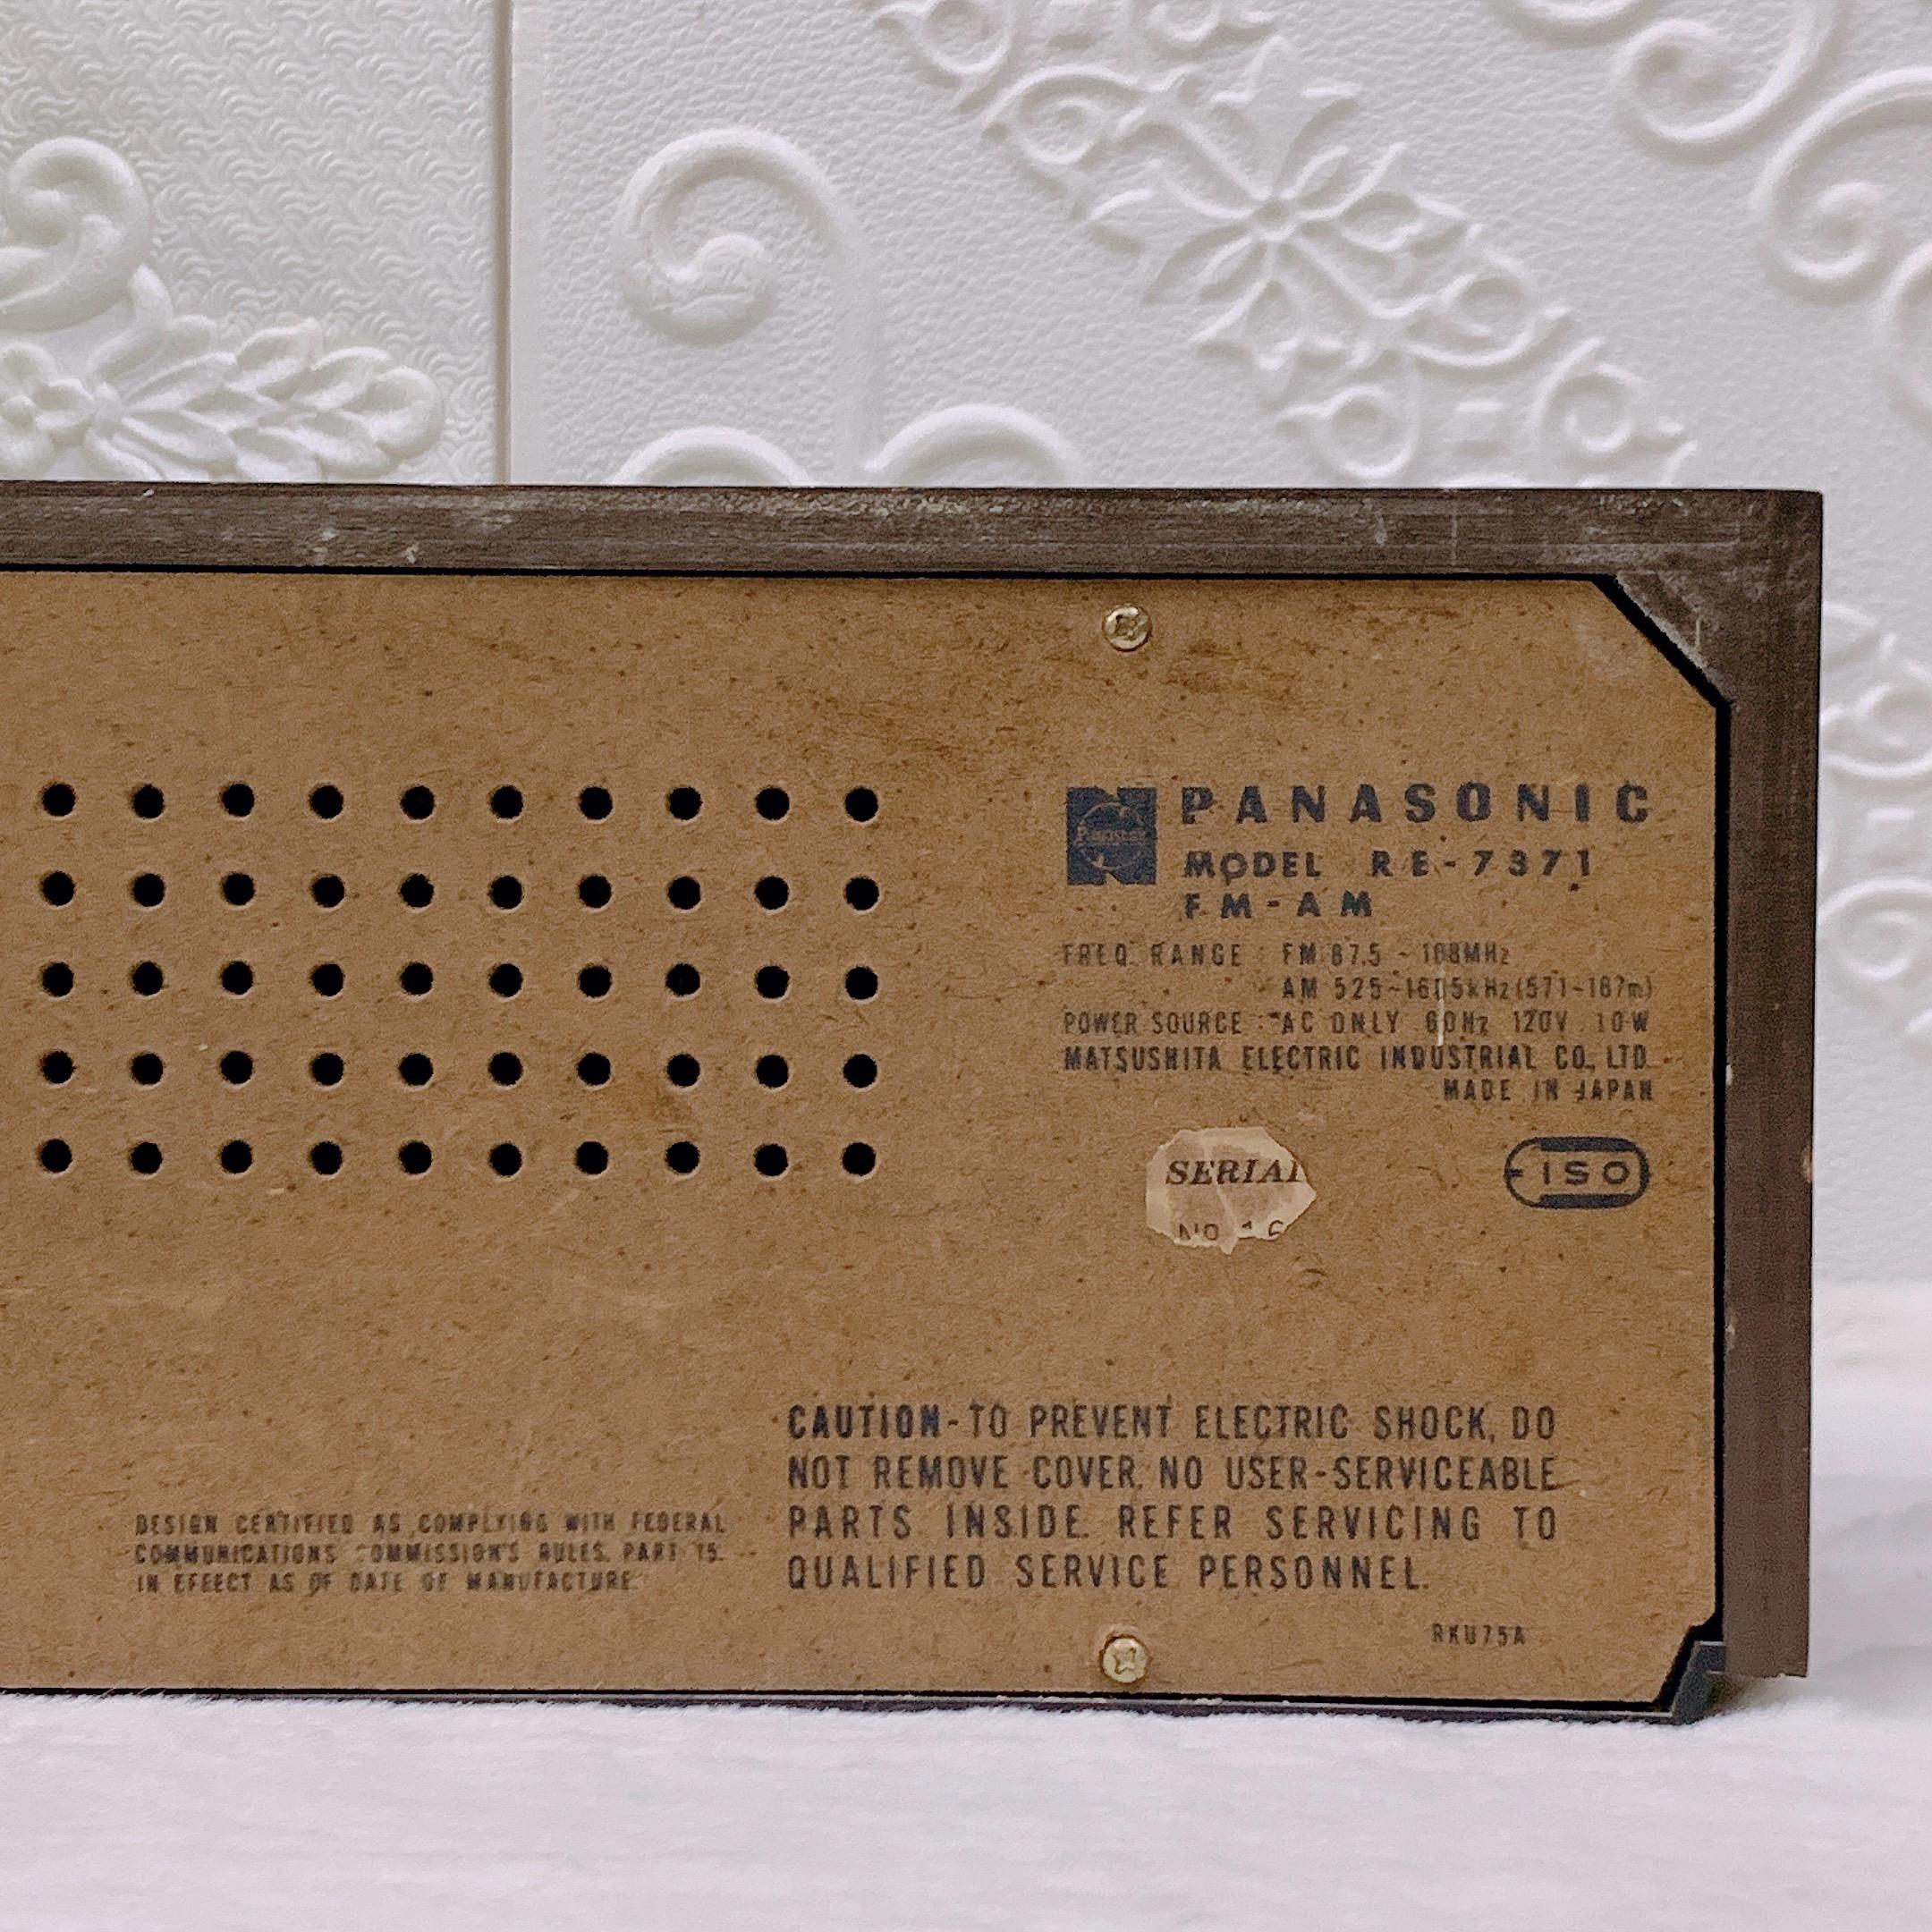 PANASONIC
MODEL RE-7371
FM-AM
FREQ. RANGE : FM 87.5 ~ 108MHz
AM 525~1605kHz (571~187m)
POWER SOURCE : AC ONLY 60Hz 120V 10W
MATSUSHITA ELECTRIC INDUSTRIAL CO., LTD.
MADE IN JAPAN
SERIAL
NO.
ISO
CAUTION-TO PREVENT ELECTRIC SHOCK, DO
NOT REMOVE COVER. NO USER-SERVICEABLE
PARTS INSIDE. REFER SERVICING TO
QUALIFIED SERVICE PERSONNEL.
DESIGN CERTIFIED AS COMPLYING WITH FEDERAL
COMMUNICATIONS COMMISSION'S RULES, PART 15.
IN EFFECT AS OF DATE OF MANUFACTURE.
RKU75A